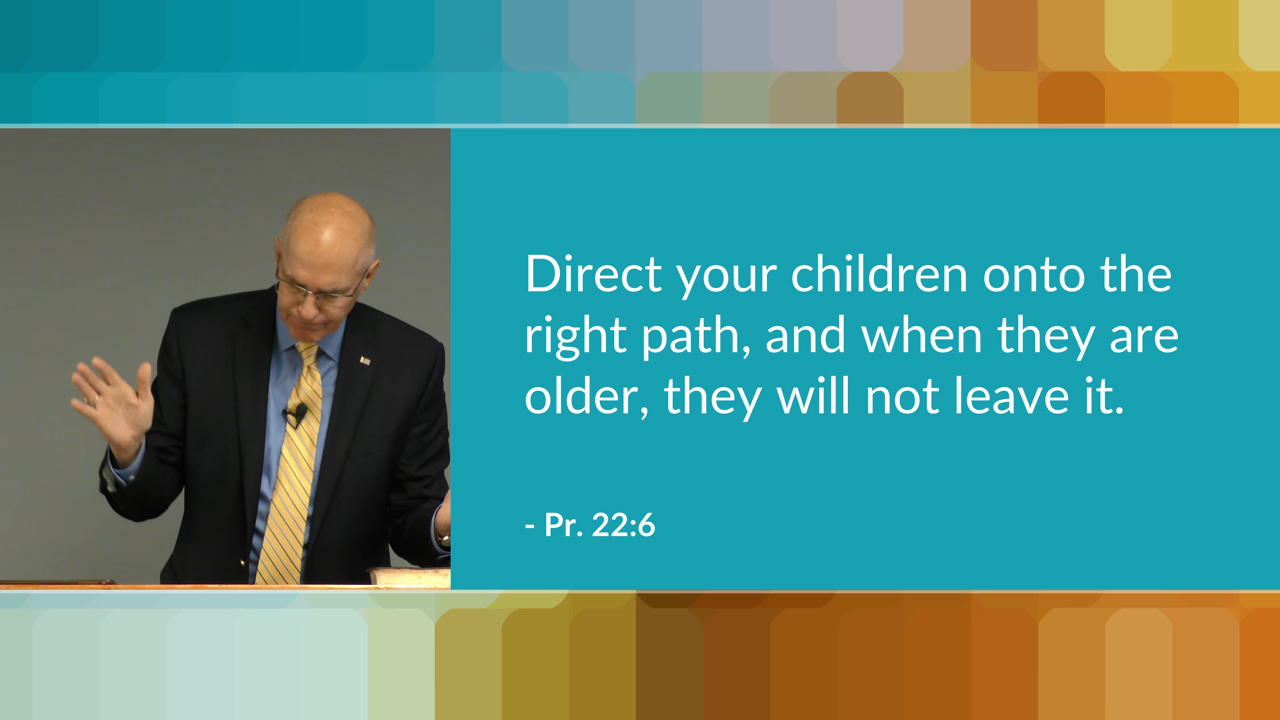 Direct your children onto the
right path, and when they are
older, they will not leave it.
- Pr. 22:6